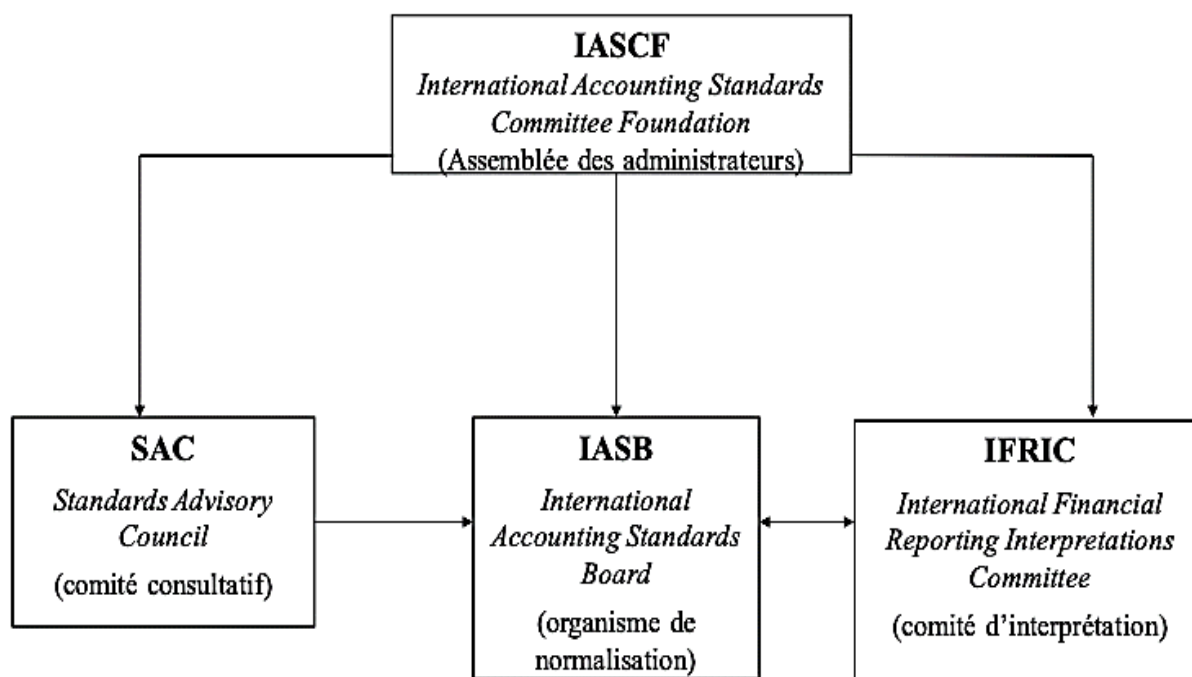 IASCF
International Accounting Standards
Committee Foundation
(Assemblée des administrateurs)
SAC
Standards Advisory
Council
(comité consultatif)
IASB
International
Accounting Standards
Board
(organisme de
normalisation)
IFRIC
International Financial
Reporting Interpretations
Committee
(comité d’interprétation)